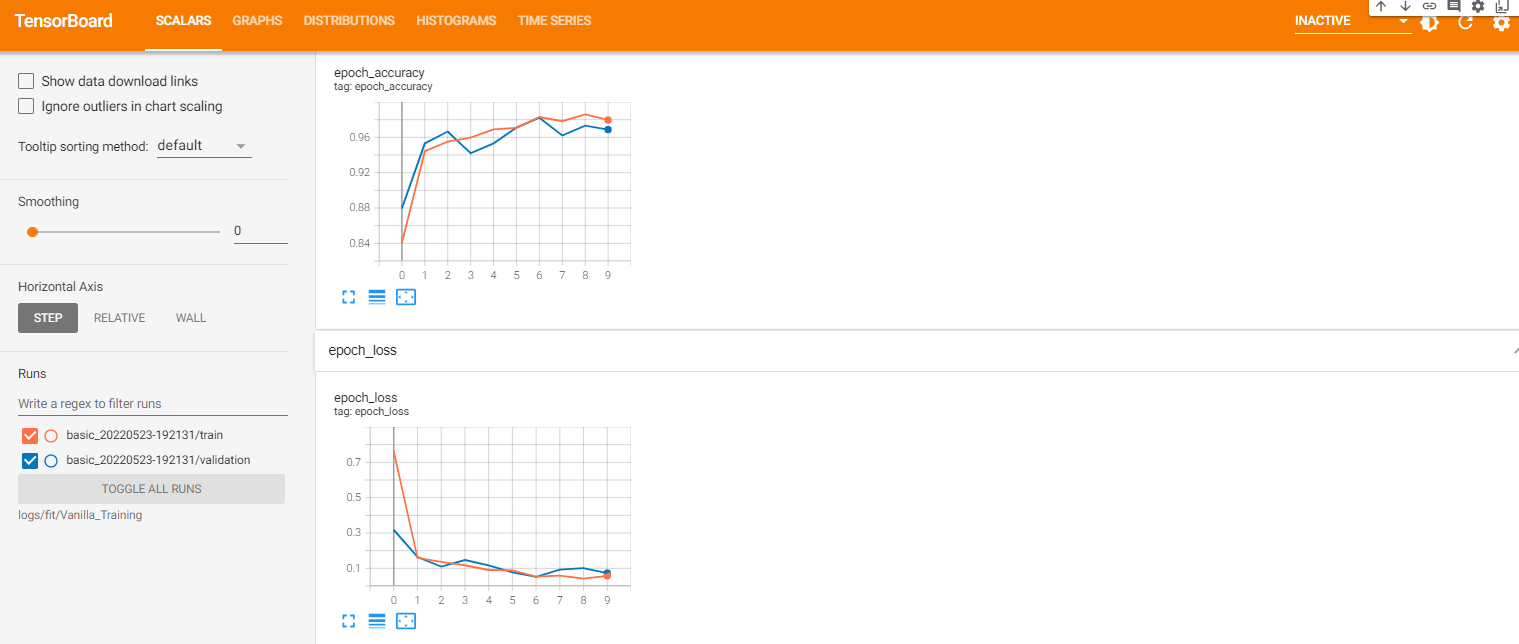 TensorBoard SCALARS GRAPHS DISTRIBUTIONS HISTOGRAMS TIME SERIES INACTIVE
Show data download links
Ignore outliers in chart scaling
Tooltip sorting method: default
Smoothing
0
Horizontal Axis
STEP RELATIVE WALL
Runs
Write a regex to filter runs
basic_20220523-192131/train
basic_20220523-192131/validation
TOGGLE ALL RUNS
logs/fit/Vanilla_Training
epoch_accuracy
tag: epoch_accuracy
0.96
0.92
0.88
0.84
0 1 2 3 4 5 6 7 8 9
epoch_loss
epoch_loss
tag: epoch_loss
0.7
0.5
0.3
0.1
0 1 2 3 4 5 6 7 8 9